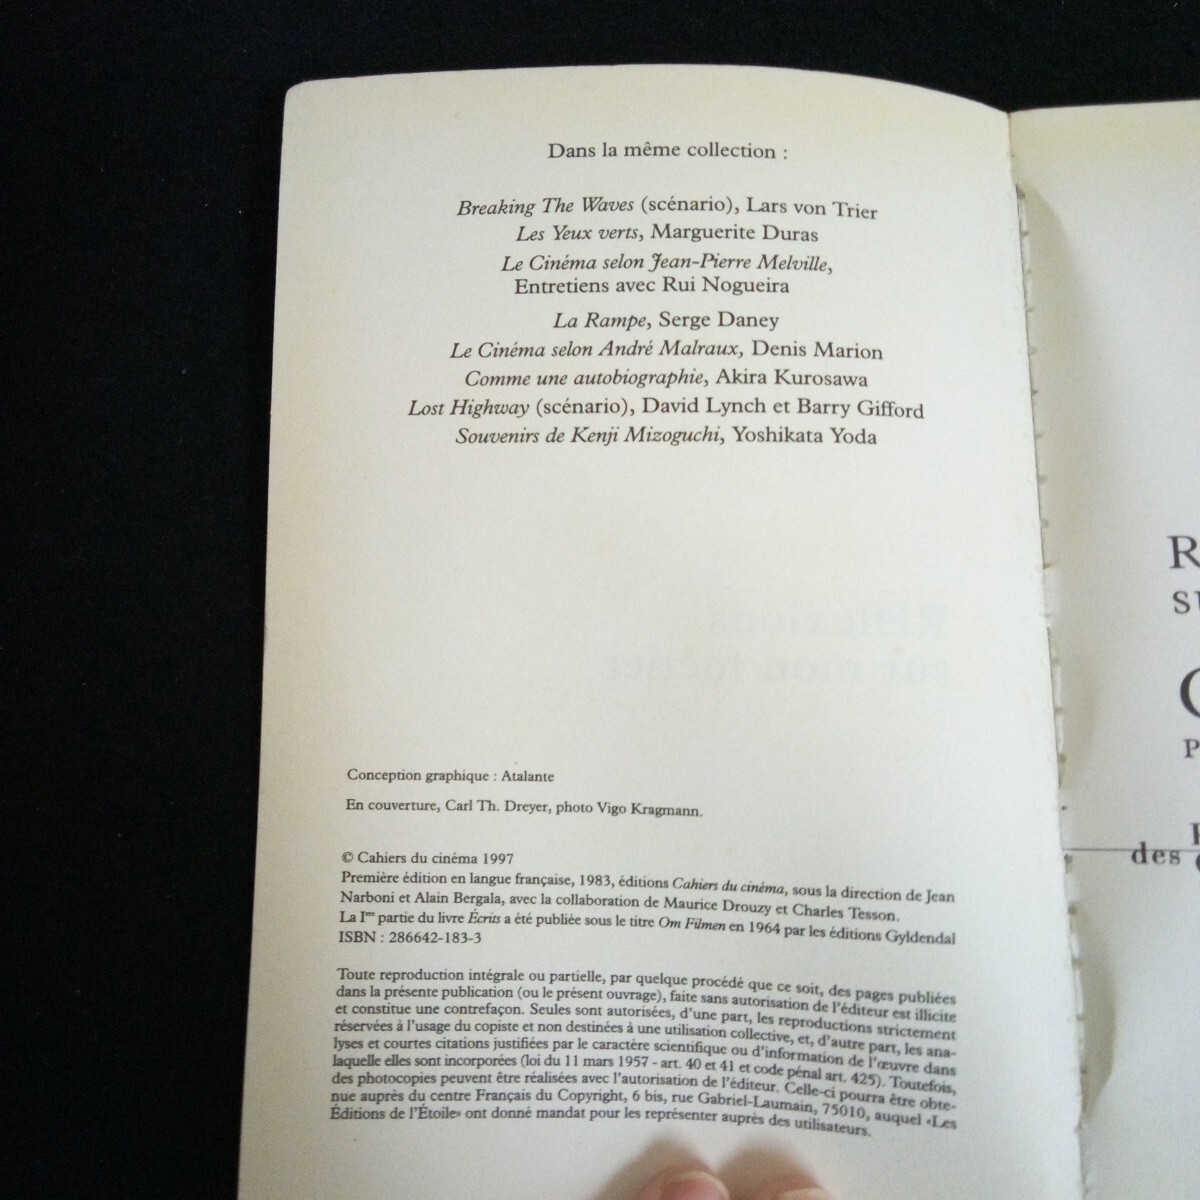 Dans la même collection :
Breaking The Waves (scénario), Lars von Trier
Les Yeux verts, Marguerite Duras
Le Cinéma selon Jean-Pierre Melville,
Entretiens avec Rui Nogueira
La Rampe, Serge Daney
Le Cinéma selon André Malraux, Denis Marion
Comme une autobiographie, Akira Kurosawa
Lost Highway (scénario), David Lynch et Barry Gifford
Souvenirs de Kenji Mizoguchi, Yoshikata Yoda
Conception graphique : Atalante
En couverture, Carl Th. Dreyer, photo Vigo Kragmann.
© Cahiers du cinéma 1997
Première édition en langue française, 1983, éditions Cahiers du cinéma, sous la direction de Jean
Narboni et Alain Bergala, avec la collaboration de Maurice Drouzy et Charles Tesson.
La Ière partie du livre Écrits a été publiée sous le titre Om Filmen en 1964 par les éditions Gyldendal
ISBN : 286642-183-3
Toute reproduction intégrale ou partielle, par quelque procédé que ce soit, des pages publiées
dans la présente publication (ou le présent ouvrage), faite sans autorisation de l'éditeur est illicite
et constitue une contrefaçon. Seules sont autorisées, d'une part, les reproductions strictement
réservées à l'usage du copiste et non destinées à une utilisation collective, et, d'autre part, les ana-
lyses et courtes citations justifiées par le caractère scientifique ou d'information de l'œuvre dans
laquelle elles sont incorporées (loi du 11 mars 1957 - art. 40 et 41 et code pénal art. 425). Toutefois,
des photocopies peuvent être réalisées avec l'autorisation de l'éditeur. Celle-ci pourra être obte-
nue auprès du centre Français du Copyright, 6 bis, rue Gabriel-Laumain, 75010, auquel «Les
Éditions de l'Étoile» ont donné mandat pour les représenter auprès des utilisateurs.
des